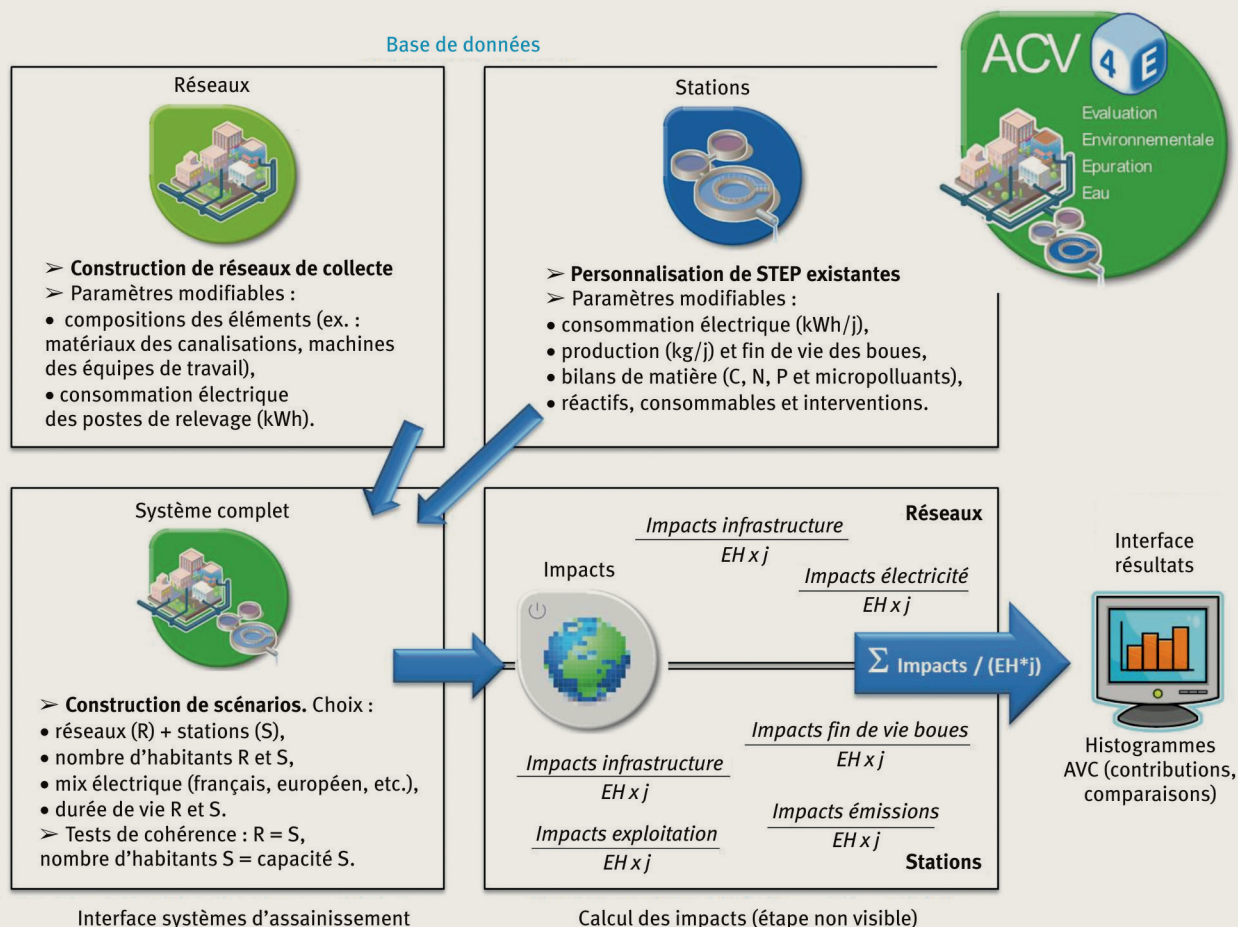 Base de données
Réseaux
➢ Construction de réseaux de collecte
➢ Paramètres modifiables :
• compositions des éléments (ex. :
matériaux des canalisations, machines
des équipes de travail),
• consommation électrique
des postes de relevage (kWh).
Stations
➢ Personnalisation de STEP existantes
➢ Paramètres modifiables :
• consommation électrique (kWh/j),
• production (kg/j) et fin de vie des boues,
• bilans de matière (C, N, P et micropolluants),
• réactifs, consommables et interventions.
ACV 4 E
Evaluation
Environnementale
Epuration
Eau
Système complet
➢ Construction de scénarios. Choix :
• réseaux (R) + stations (S),
• nombre d'habitants R et S,
• mix électrique (français, européen, etc.),
• durée de vie R et S.
➢ Tests de cohérence : R = S,
nombre d'habitants S = capacité S.
Interface systèmes d'assainissement
Réseaux
Impacts infrastructure
EH x j
Impacts électricité
EH x j
Impacts
Σ Impacts / (EH*j)
Impacts fin de vie boues
EH x j
Impacts infrastructure
EH x j
Impacts émissions
EH x j
Impacts exploitation
EH x j
Stations
Calcul des impacts (étape non visible)
Interface
résultats
Histogrammes
AVC (contributions,
comparaisons)